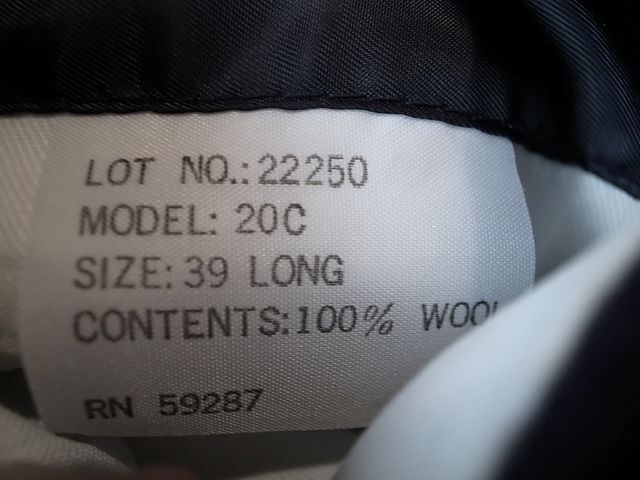 LOT NO.:22250
MODEL: 20C
SIZE: 39 LONG
CONTENTS:100% WOOL
RN 59287